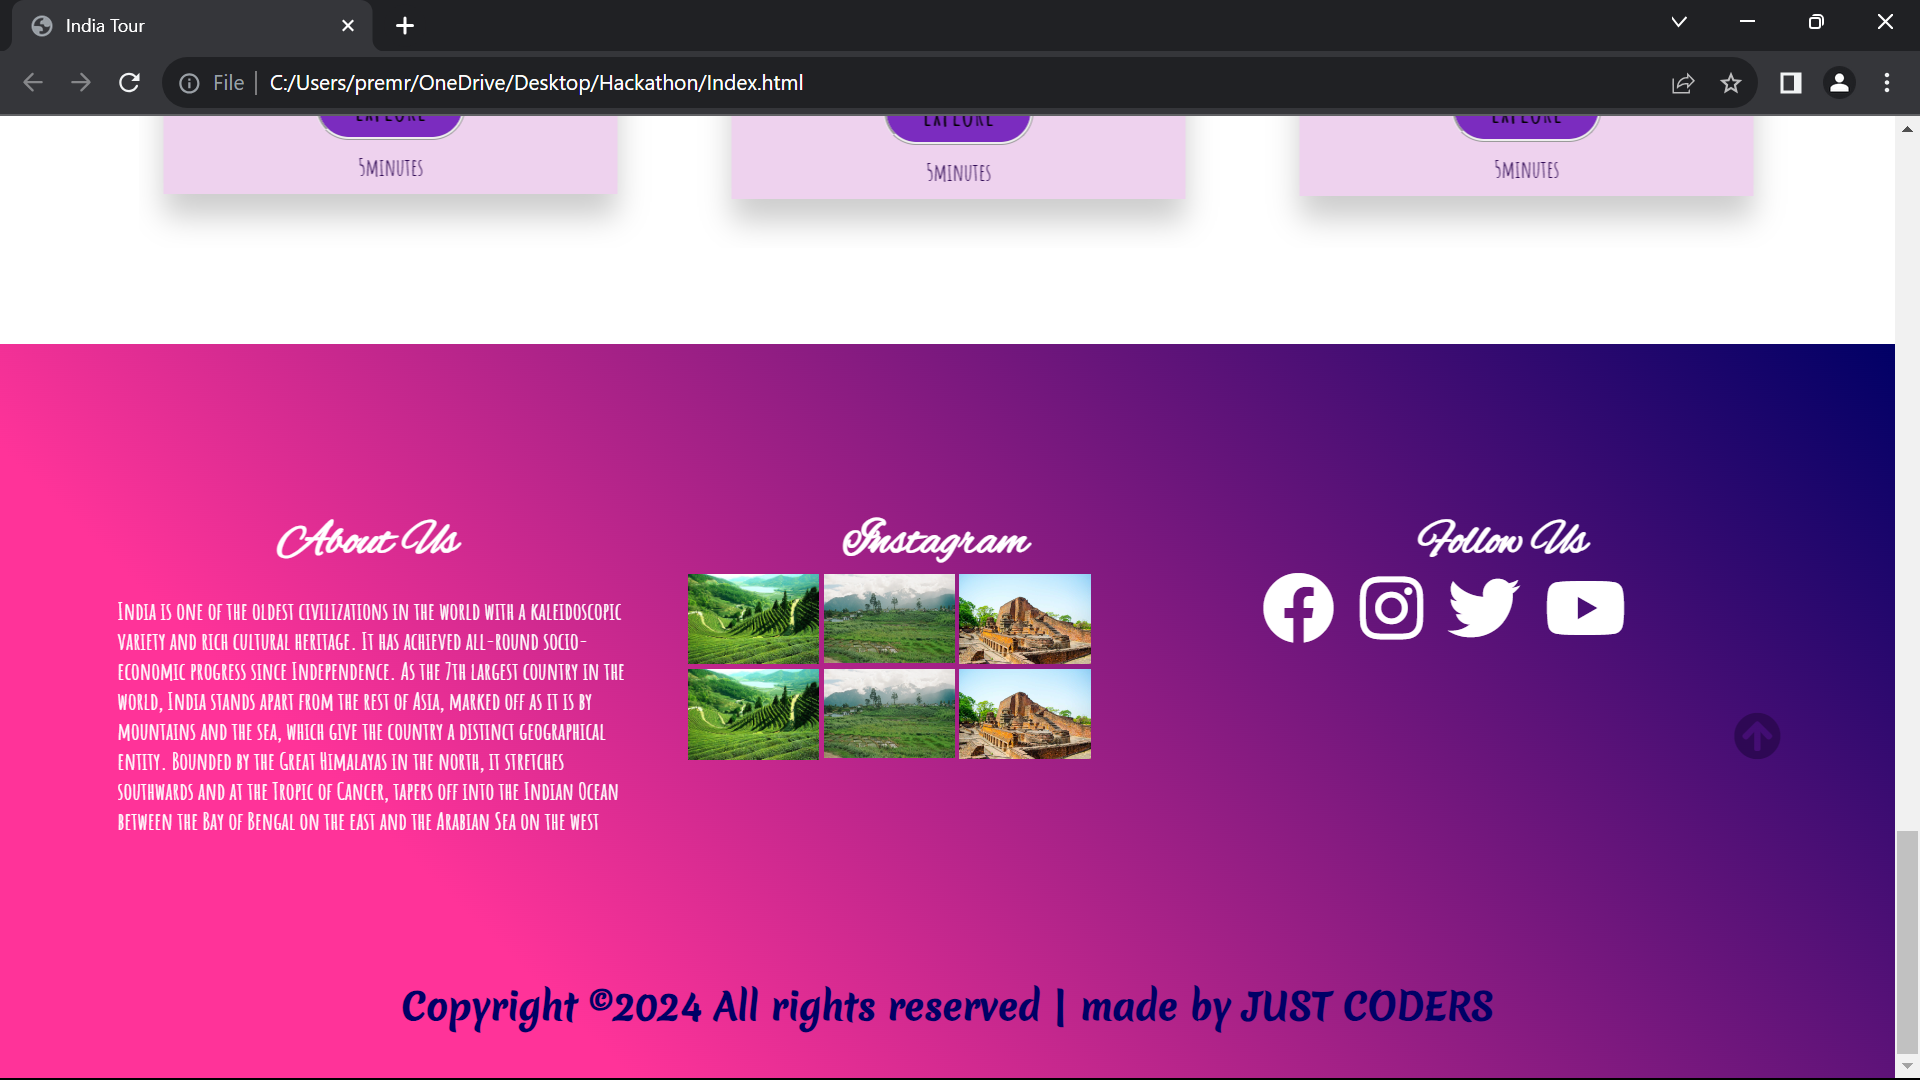 India Tour
File
C:/Users/premr/OneDrive/Desktop/Hackathon/Index.html
EXPLORE EXPLORE EXPLORE
5minutes 5minutes 5minutes
About Us
India is one of the oldest civilizations in the world with a kaleidoscopic
variety and rich cultural heritage. It has achieved all-round socio-
economic progress since Independence. As the 7th largest country in the
world, India stands apart from the rest of Asia, marked off as it is by
mountains and the sea, which give the country a distinct geographical
entity. Bounded by the Great Himalayas in the north, it stretches
southwards and at the Tropic of Cancer, tapers off into the Indian Ocean
between the Bay of Bengal on the east and the Arabian Sea on the west
Instagram
Follow Us
Copyright ©2024 All rights reserved | made by JUST CODERS